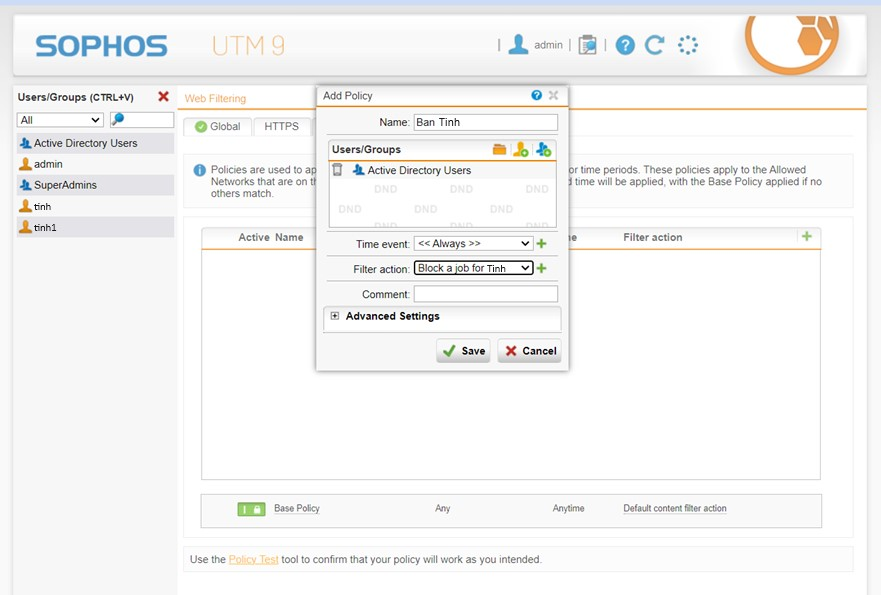 SOPHOS UTM 9
admin
Users/Groups (CTRL+V)
All
Active Directory Users
admin
SuperAdmins
tinh
tinh1
Web Filtering
Global HTTPS
Policies are used to ap or time periods. These policies apply to the Allowed
Networks that are on th d time will be applied, with the Base Policy applied if no
others match.
Active Name me Filter action
Add Policy
Name: Ban Tinh
Users/Groups
Active Directory Users
DND DND DND
DND DND DND
DND DND
Time event: << Always >>
Filter action: Block a job for Tinh
Comment:
Advanced Settings
Save Cancel
Base Policy Any Anytime Default content filter action
Use the Policy Test tool to confirm that your policy will work as you intended.